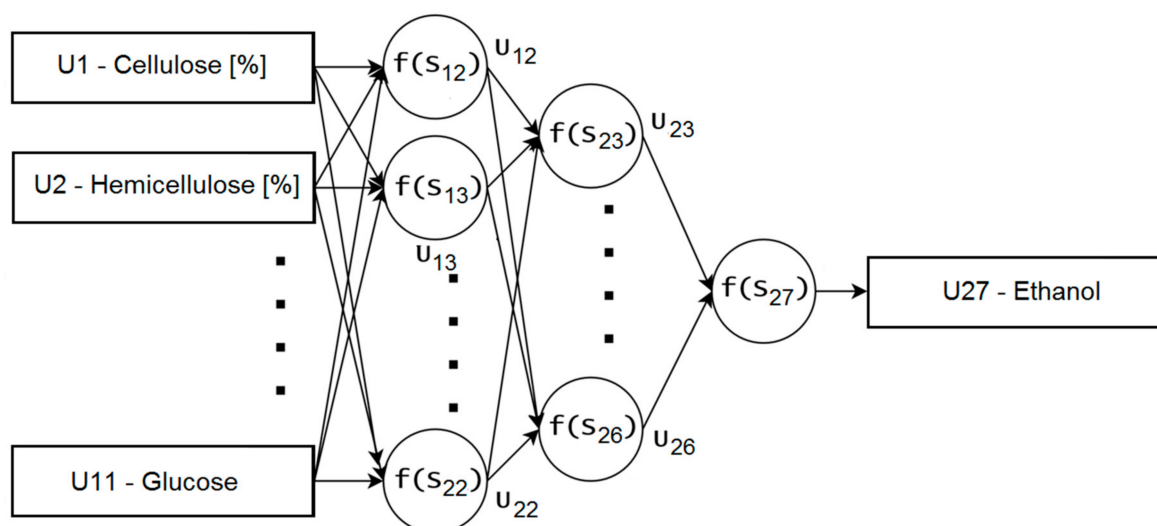 U1 - Cellulose [%]
U2 - Hemicellulose [%]
U11 - Glucose
f(S12)
U12
f(S13)
U13
f(S22)
U22
f(S23)
U23
f(S26)
U26
f(S27)
U27 - Ethanol